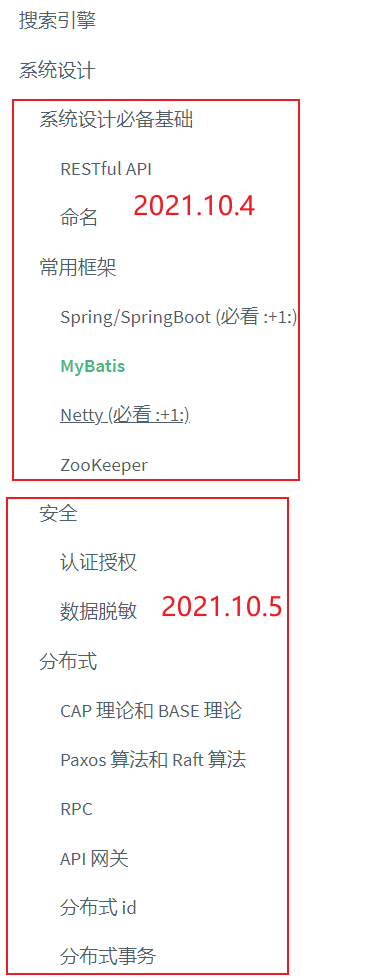 搜索引擎
系统设计
系统设计必备基础
RESTful API
命名
2021.10.4
常用框架
Spring/SpringBoot (必看 :+1:)
MyBatis
Netty (必看 :+1:)
ZooKeeper
安全
认证授权
数据脱敏
2021.10.5
分布式
CAP 理论和 BASE 理论
Paxos 算法和 Raft 算法
RPC
API 网关
分布式 id
分布式事务